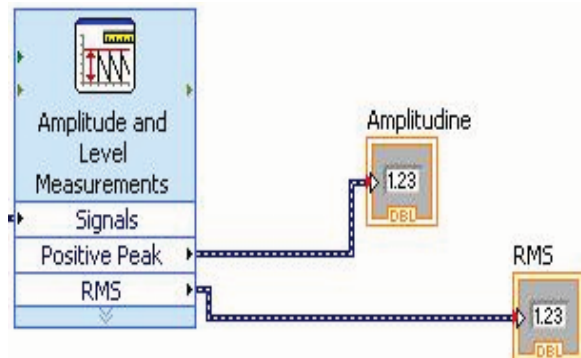 Amplitude and
Level
Measurements
Signals
Positive Peak
RMS
Amplitudine
1.23
DBL
RMS
1.23
DBL